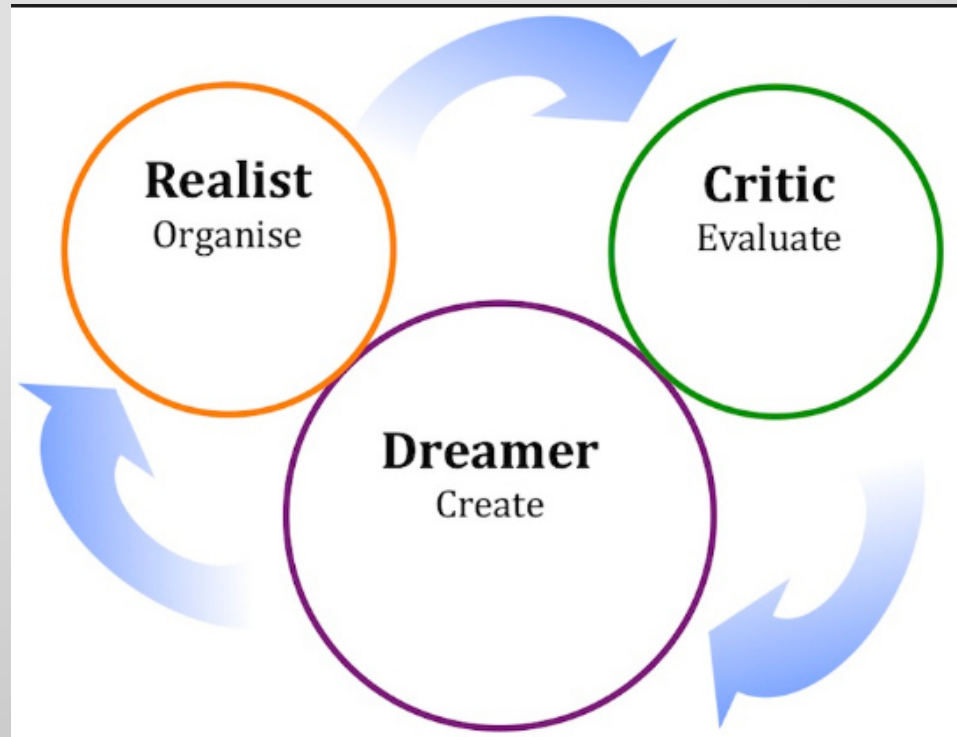 Realist
Organise
Critic
Evaluate
Dreamer
Create